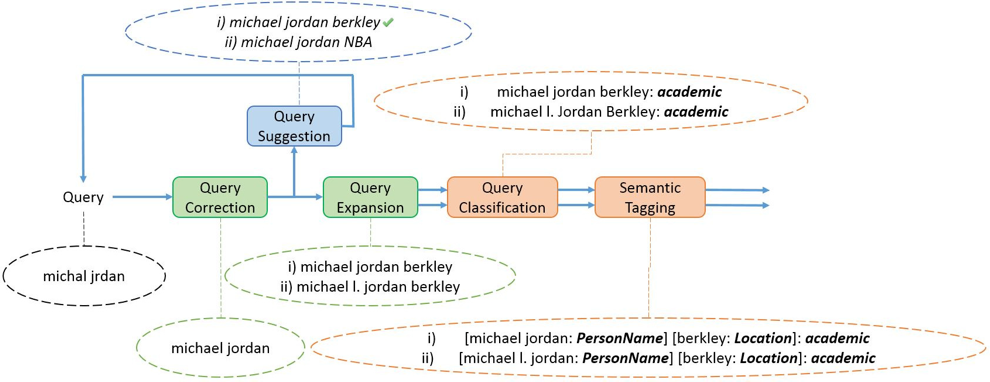 i) michael jordan berkley
ii) michael jordan NBA
i) michael jordan berkley: academic
ii) michael l. Jordan Berkley: academic
Query
Suggestion
Query
Query
Correction
Query
Expansion
Query
Classification
Semantic
Tagging
michal jrdan
i) michael jordan berkley
ii) michael l. jordan berkley
michael jordan
i) [michael jordan: PersonName] [berkley: Location]: academic
ii) [michael l. jordan: PersonName] [berkley: Location]: academic